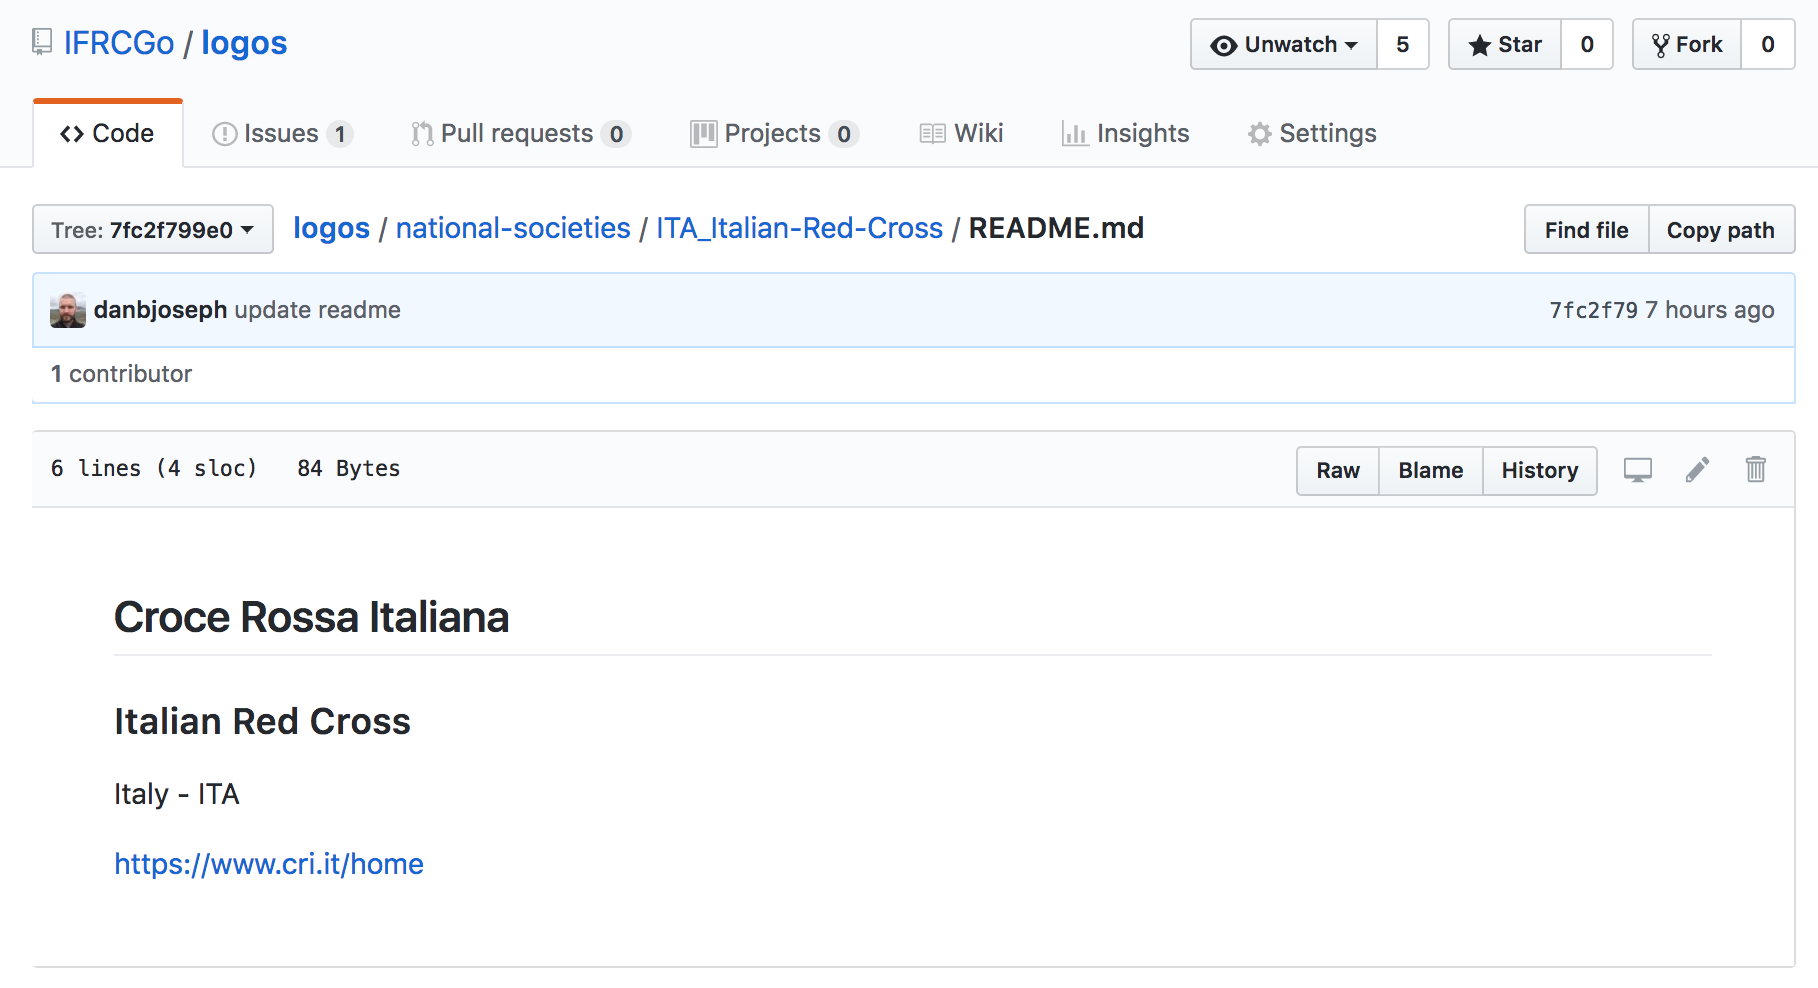 IFRCGo / logos
Unwatch 5 Star 0 Fork 0
Code Issues 1 Pull requests 0 Projects 0 Wiki Insights Settings
Tree: 7fc2f799e0 logos / national-societies / ITA_Italian-Red-Cross / README.md Find file Copy path
danbjoseph update readme 7fc2f79 7 hours ago
1 contributor
6 lines (4 sloc) 84 Bytes Raw Blame History
Croce Rossa Italiana
Italian Red Cross
Italy - ITA
https://www.cri.it/home